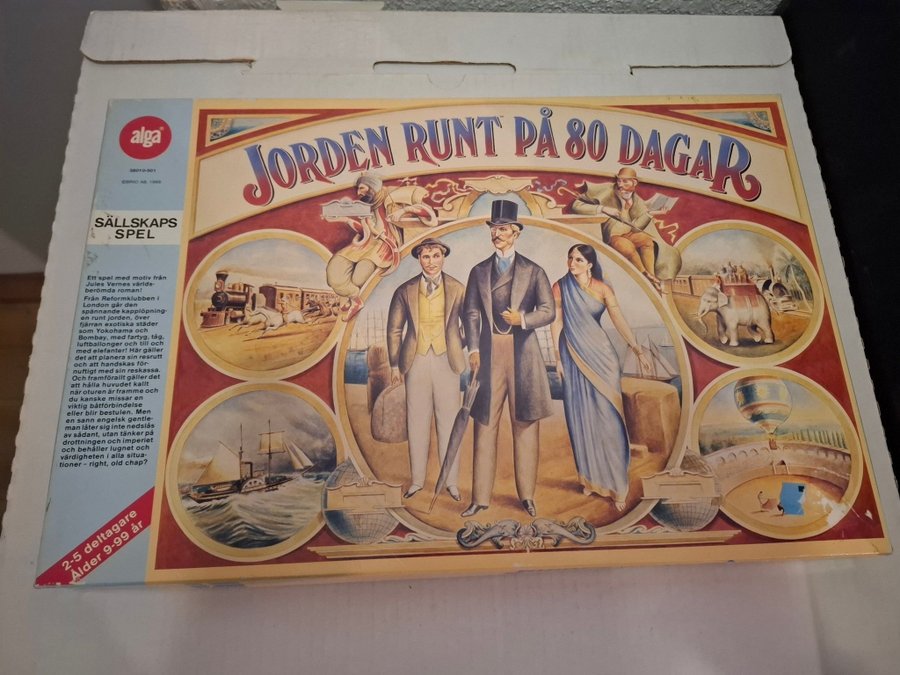 alga®
JORDEN RUNT PÅ 80 DAGAR
SÄLLSKAPS
SPEL
Ett spel med motiv från
Jules Vernes världs-
berömda roman!
Från Reformklubben i
London går den
spännande kapplöpning-
en runt jorden, över
fjärran exotiska städer
som Yokohama och
Bombay, med fartyg, tåg,
luftballonger och till och
med elefanter! Här gäller
det att planera sin resrutt
och att handskas för-
nuftigt med sin reskassa.
Och framförallt gäller det
att hålla huvudet kallt
när oturen är framme och
du kanske missar en
viktig båtförbindelse
eller blir bestulen. Men
en sann engelsk gentle-
man låter sig inte nedslås
av sådant, utan tänker på
drottningen och imperiet
och behåller lugnet och
värdigheten i alla situa-
tioner – right, old chap?
2-5 deltagare
Ålder 9-99 år